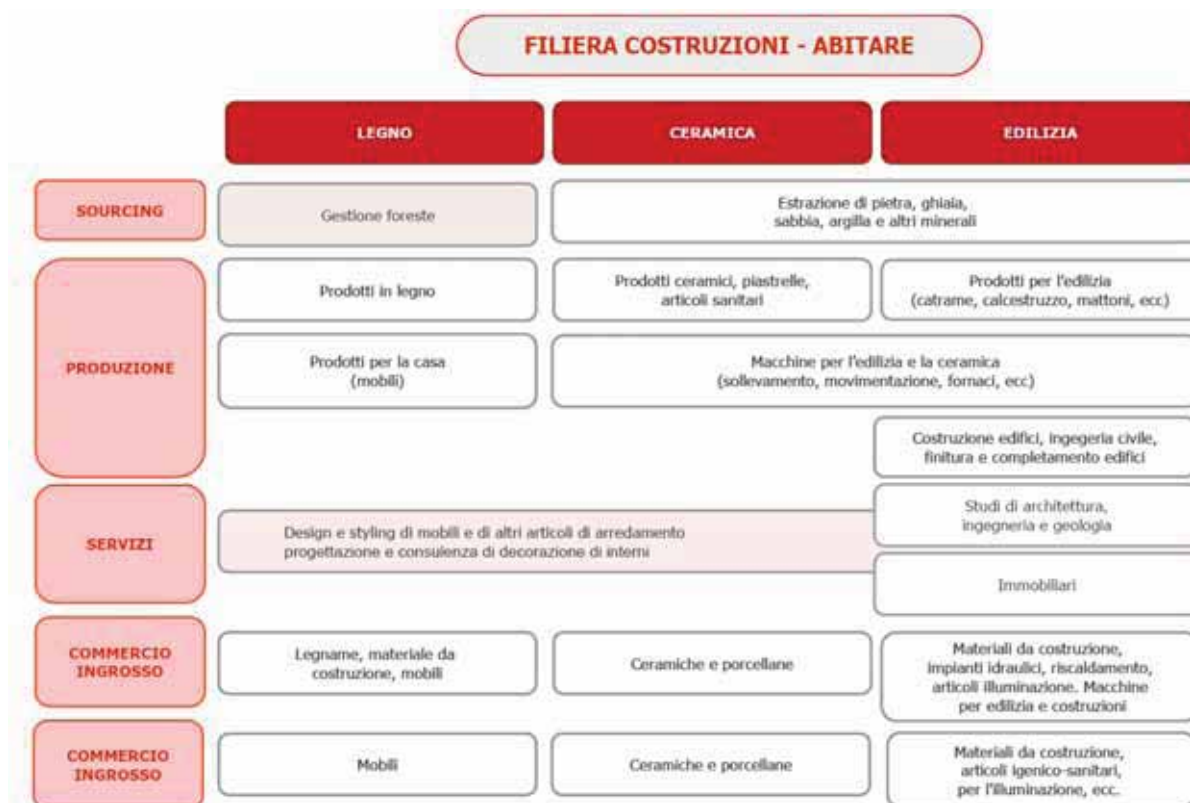 FILIERA COSTRUZIONI - ABITARE
LEGNO
CERAMICA
EDILIZIA
SOURCING
Gestione foreste
Estrazione di pietra, ghiaia,
sabbia, argilla e altri minerali
PRODUZIONE
Prodotti in legno
Prodotti ceramici, piastrelle,
articoli sanitari
Prodotti per l'edilizia
(catrame, calcestruzzo, mattoni, ecc)
Prodotti per la casa
(mobili)
Macchine per l'edilizia e la ceramica
(sollevamento, movimentazione, fornaci, ecc)
Costruzione edifici, ingegeria civile,
finitura e completamento edifici
SERVIZI
Design e styling di mobili e di altri articoli di arredamento
progettazione e consulenza di decorazione di interni
Studi di architettura,
ingegneria e geologia
Immobiliari
COMMERCIO
INGROSSO
Legname, materiale da
costruzione, mobili
Ceramiche e porcellane
Materiali da costruzione,
impianti idraulici, riscaldamento,
articoli illuminazione. Macchine
per edilizia e costruzioni
COMMERCIO
INGROSSO
Mobili
Ceramiche e porcellane
Materiali da costruzione,
articoli igenico-sanitari,
per l'illuminazione, ecc.